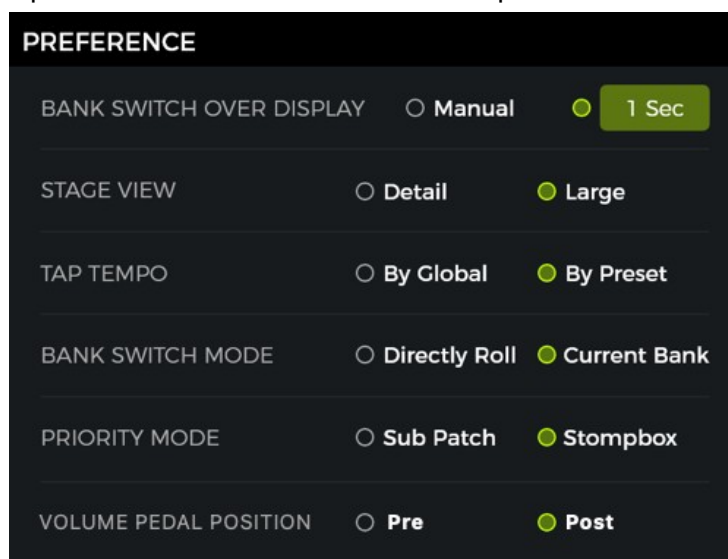 PREFERENCE
BANK SWITCH OVER DISPLAY Manual 1 Sec
STAGE VIEW Detail Large
TAP TEMPO By Global By Preset
BANK SWITCH MODE Directly Roll Current Bank
PRIORITY MODE Sub Patch Stompbox
VOLUME PEDAL POSITION Pre Post